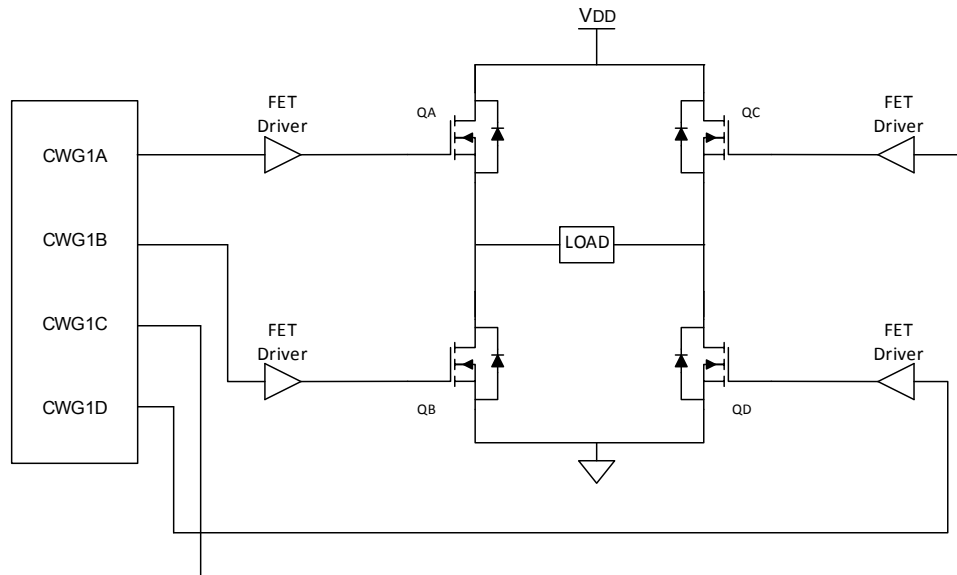 VDD
FET
Driver
QA
QC
FET
Driver
CWG1A
CWG1B
LOAD
CWG1C
FET
Driver
FET
Driver
CWG1D
QB
QD